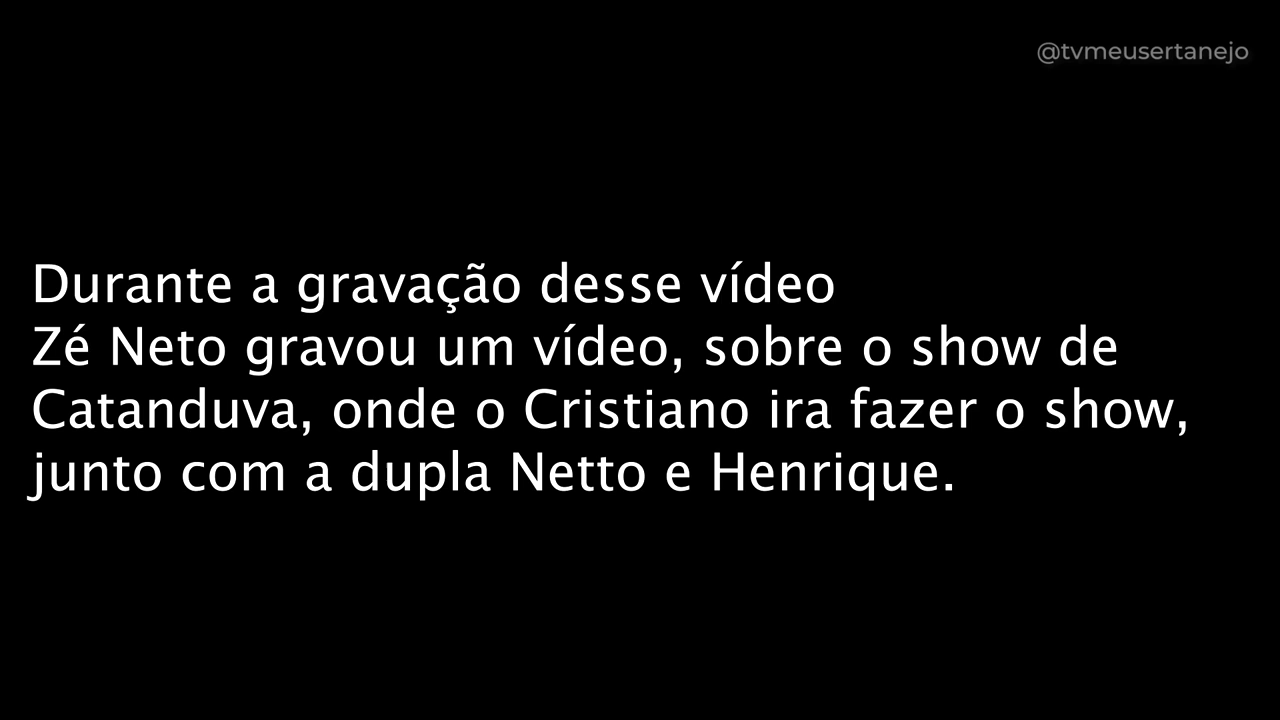 @tvmeusertanejo
Durante a gravação desse vídeo
Zé Neto gravou um vídeo, sobre o show de
Catanduva, onde o Cristiano ira fazer o show,
junto com a dupla Netto e Henrique.